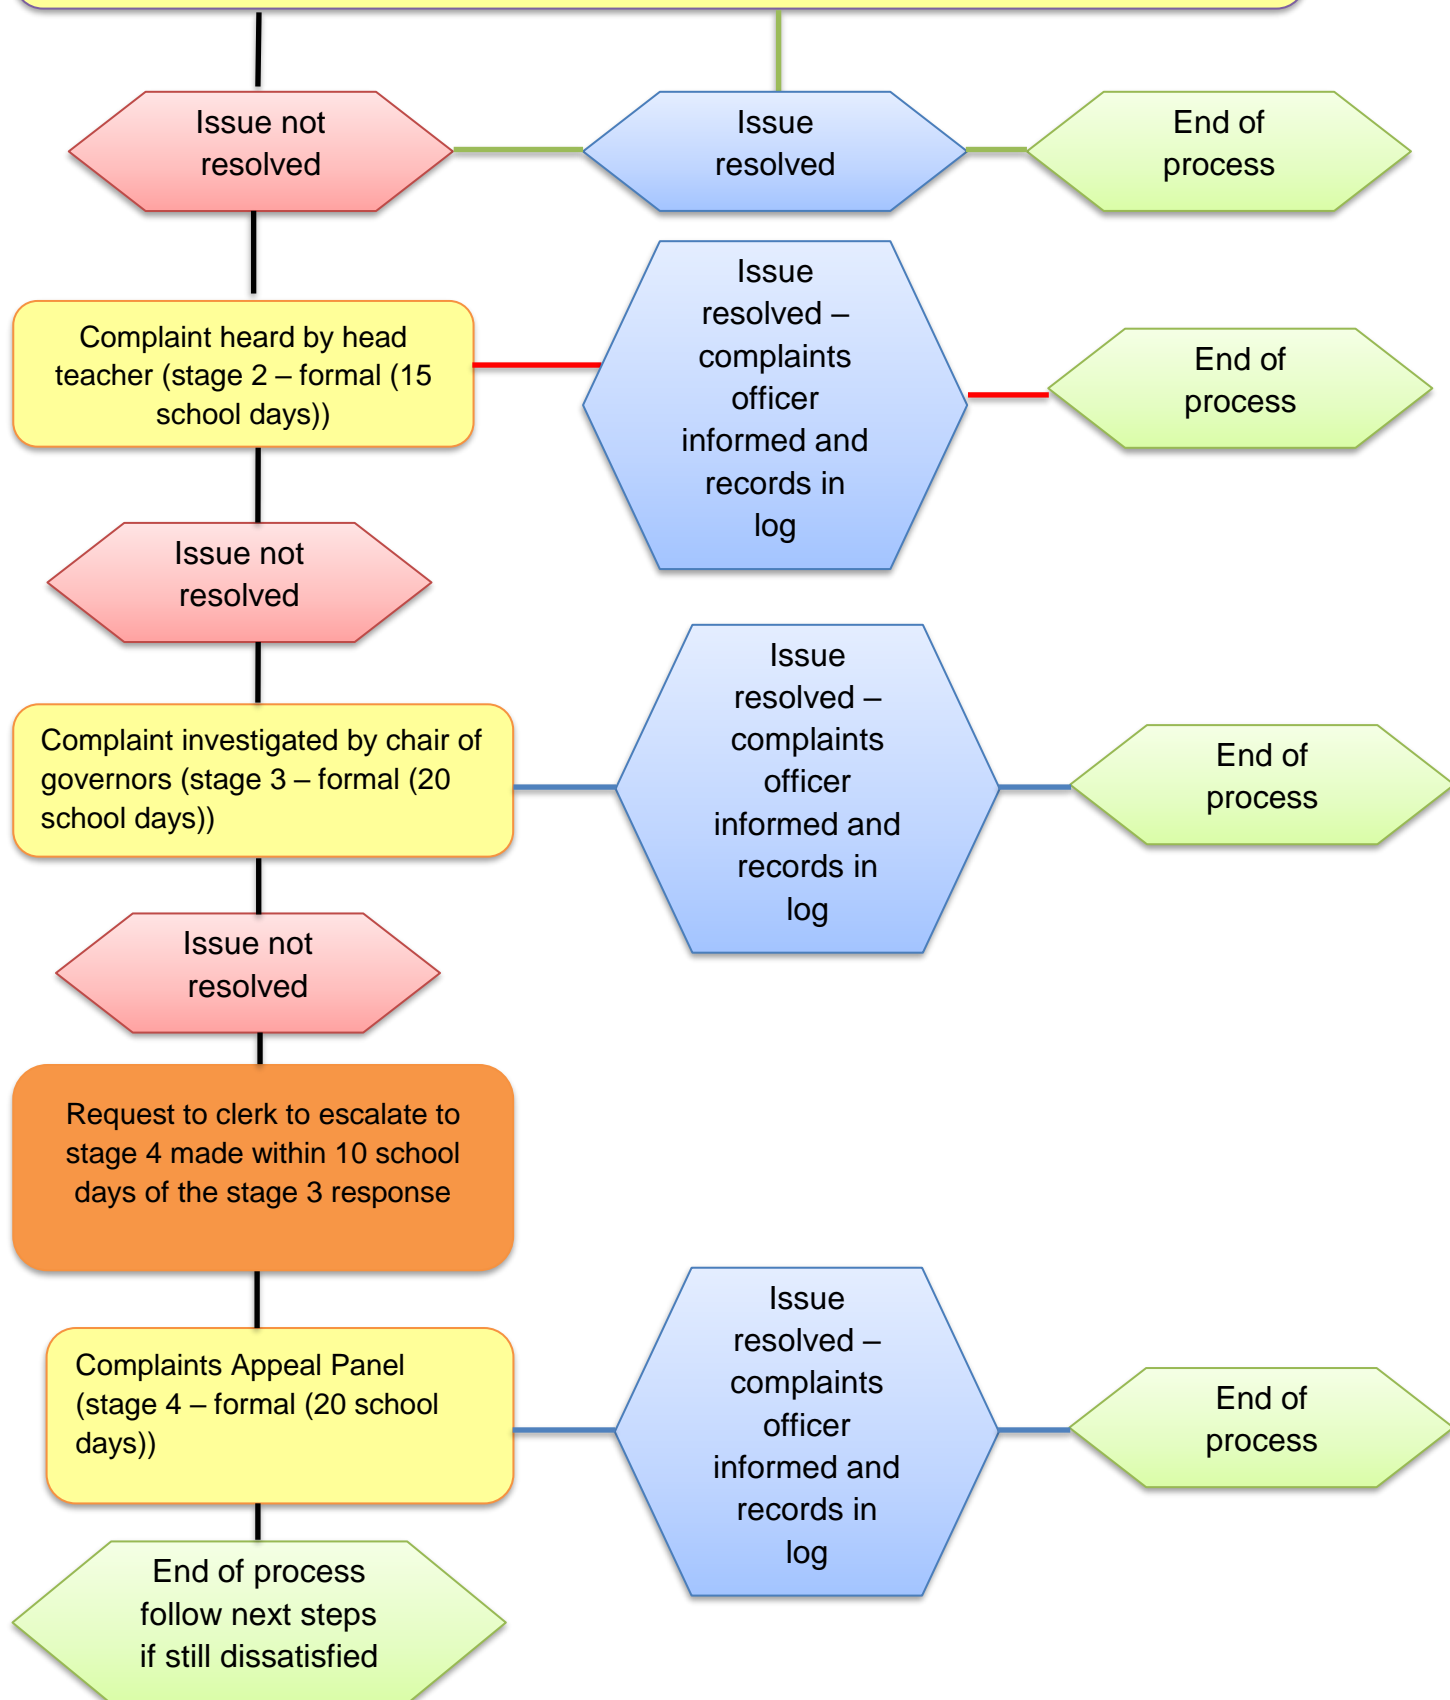 Issue not
resolved
Issue
resolved
End of
process
Complaint heard by head
teacher (stage 2 – formal (15
school days))
Issue
resolved –
complaints
officer
informed and
records in
log
End of
process
Issue not
resolved
Complaint investigated by chair of
governors (stage 3 – formal (20
school days))
Issue
resolved –
complaints
officer
informed and
records in
log
End of
process
Issue not
resolved
Request to clerk to escalate to
stage 4 made within 10 school
days of the stage 3 response
Complaints Appeal Panel
(stage 4 – formal (20 school
days))
Issue
resolved –
complaints
officer
informed and
records in
log
End of
process
End of process
follow next steps
if still dissatisfied